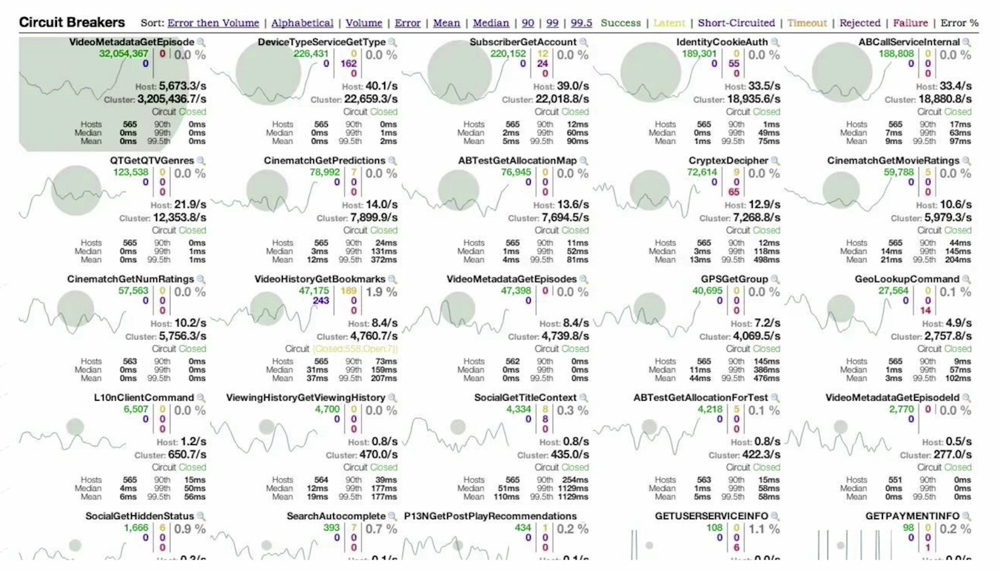 Circuit Breakers Sort: Error then Volume | Alphabetical | Volume | Error | Mean | Median | 90 | 99 | 99.5 Success | Latent | Short-Circuited | Timeout | Rejected | Failure | Error %
VideoMetadataGetEpisode
32,054,367 0 0.0 %
0
Host: 5,673.3/s
Cluster: 3,205,436.7/s
Circuit Closed
Hosts 565 90th 0ms
Median 0ms 99th 0ms
Mean 0ms 99.5th 0ms
DeviceTypeServiceGetType
226,431 0 0.0 %
0 162
0
Host: 40.1/s
Cluster: 22,659.3/s
Circuit Closed
Hosts 565 90th 0ms
Median 0ms 99th 1ms
Mean 0ms 99.5th 2ms
SubscriberGetAccount
220,152 12 0.0 %
0 24
0
Host: 39.0/s
Cluster: 22,018.8/s
Circuit Closed
Hosts 565 90th 12ms
Median 2ms 99th 60ms
Mean 5ms 99.5th 90ms
IdentityCookieAuth
189,301 0 0.0 %
0 55
0
Host: 33.5/s
Cluster: 18,935.6/s
Circuit Closed
Hosts 565 90th 1ms
Median 0ms 99th 49ms
Mean 1ms 99.5th 75ms
ABCallServiceInternal
188,808 0 0.0 %
0 0
0
Host: 33.4/s
Cluster: 18,880.8/s
Circuit Closed
Hosts 565 90th 17ms
Median 7ms 99th 63ms
Mean 9ms 99.5th 97ms
QTGetQTVGenres
123,538 0 0.0 %
0 0
0
Host: 21.9/s
Cluster: 12,353.8/s
Circuit Closed
Hosts 565 90th 0ms
Median 0ms 99th 1ms
Mean 0ms 99.5th 1ms
CinematchGetPredictions
78,992 7 0.0 %
0 0
0
Host: 14.0/s
Cluster: 7,899.9/s
Circuit Closed
Hosts 565 90th 24ms
Median 3ms 99th 131ms
Mean 12ms 99.5th 372ms
ABTestGetAllocationMap
76,945 0 0.0 %
0 0
0
Host: 13.6/s
Cluster: 7,694.5/s
Circuit Closed
Hosts 565 90th 11ms
Median 1ms 99th 52ms
Mean 4ms 99.5th 81ms
CryptexDecipher
72,614 9 0.0 %
0 0
65
Host: 12.9/s
Cluster: 7,268.8/s
Circuit Closed
Hosts 565 90th 12ms
Median 3ms 99th 118ms
Mean 13ms 99.5th 498ms
CinematchGetMovieRatings
59,788 5 0.0 %
0 0
0
Host: 10.6/s
Cluster: 5,979.3/s
Circuit Closed
Hosts 565 90th 44ms
Median 14ms 99th 145ms
Mean 21ms 99.5th 204ms
CinematchGetNumRatings
57,563 0 0.0 %
0 0
0
Host: 10.2/s
Cluster: 5,756.3/s
Circuit Closed
Hosts 563 90th 0ms
Median 0ms 99th 0ms
Mean 0ms 99.5th 0ms
VideoHistoryGetBookmarks
47,175 189 1.9 %
243 0
0
Host: 8.4/s
Cluster: 4,760.7/s
Circuit (Closed:558,Open:7))
Hosts 565 90th 73ms
Median 31ms 99th 159ms
Mean 37ms 99.5th 207ms
VideoMetadataGetEpisodes
47,398 0 0.0 %
0
Host: 8.4/s
Cluster: 4,739.8/s
Circuit Closed
Hosts 562 90th 0ms
Median 0ms 99th 0ms
Mean 0ms 99.5th 0ms
GPSGetGroup
40,695 0 0.0 %
0 0
0
Host: 7.2/s
Cluster: 4,069.5/s
Circuit Closed
Hosts 565 90th 145ms
Median 11ms 99th 386ms
Mean 44ms 99.5th 476ms
GeoLookupCommand
27,564 0 0.1 %
0 0
14
Host: 4.9/s
Cluster: 2,757.8/s
Circuit Closed
Hosts 565 90th 9ms
Median 1ms 99th 57ms
Mean 3ms 99.5th 102ms
L10nClientCommand
6,507 0 0.0 %
0 0
0
Host: 1.2/s
Cluster: 650.7/s
Circuit Closed
Hosts 565 90th 15ms
Median 4ms 99th 50ms
Mean 6ms 99.5th 56ms
ViewingHistoryGetViewingHistory
4,700 0 0.0 %
0 0
0
Host: 0.8/s
Cluster: 470.0/s
Circuit Closed
Hosts 564 90th 39ms
Median 12ms 99th 177ms
Mean 19ms 99.5th 177ms
SocialGetTitleContext
4,334 8 0.3 %
0 8
0
Host: 0.8/s
Cluster: 435.0/s
Circuit Closed
Hosts 565 90th 254ms
Median 51ms 99th 1129ms
Mean 110ms 99.5th 1129ms
ABTestGetAllocationForTest
4,218 5 0.1 %
0 0
0
Host: 0.8/s
Cluster: 422.3/s
Circuit Closed
Hosts 563 90th 15ms
Median 1ms 99th 58ms
Mean 5ms 99.5th 58ms
VideoMetadataGetEpisodeId
2,770 0 0.0 %
0
Host: 0.5/s
Cluster: 277.0/s
Circuit Closed
Hosts 551 90th 0ms
Median 0ms 99th 0ms
Mean 0ms 99.5th 0ms
SocialGetHiddenStatus
1,666 6 0.9 %
0 0
0
SearchAutocomplete
393 7 0.7 %
0 0
0
P13NGetPostPlayRecommendations
434 1 0.2 %
0 0
0
GETUSERSERVICEINFO
108 0 1.1 %
0 0
6
GETPAYMENTINFO
98 0 0.2 %
0 0
1